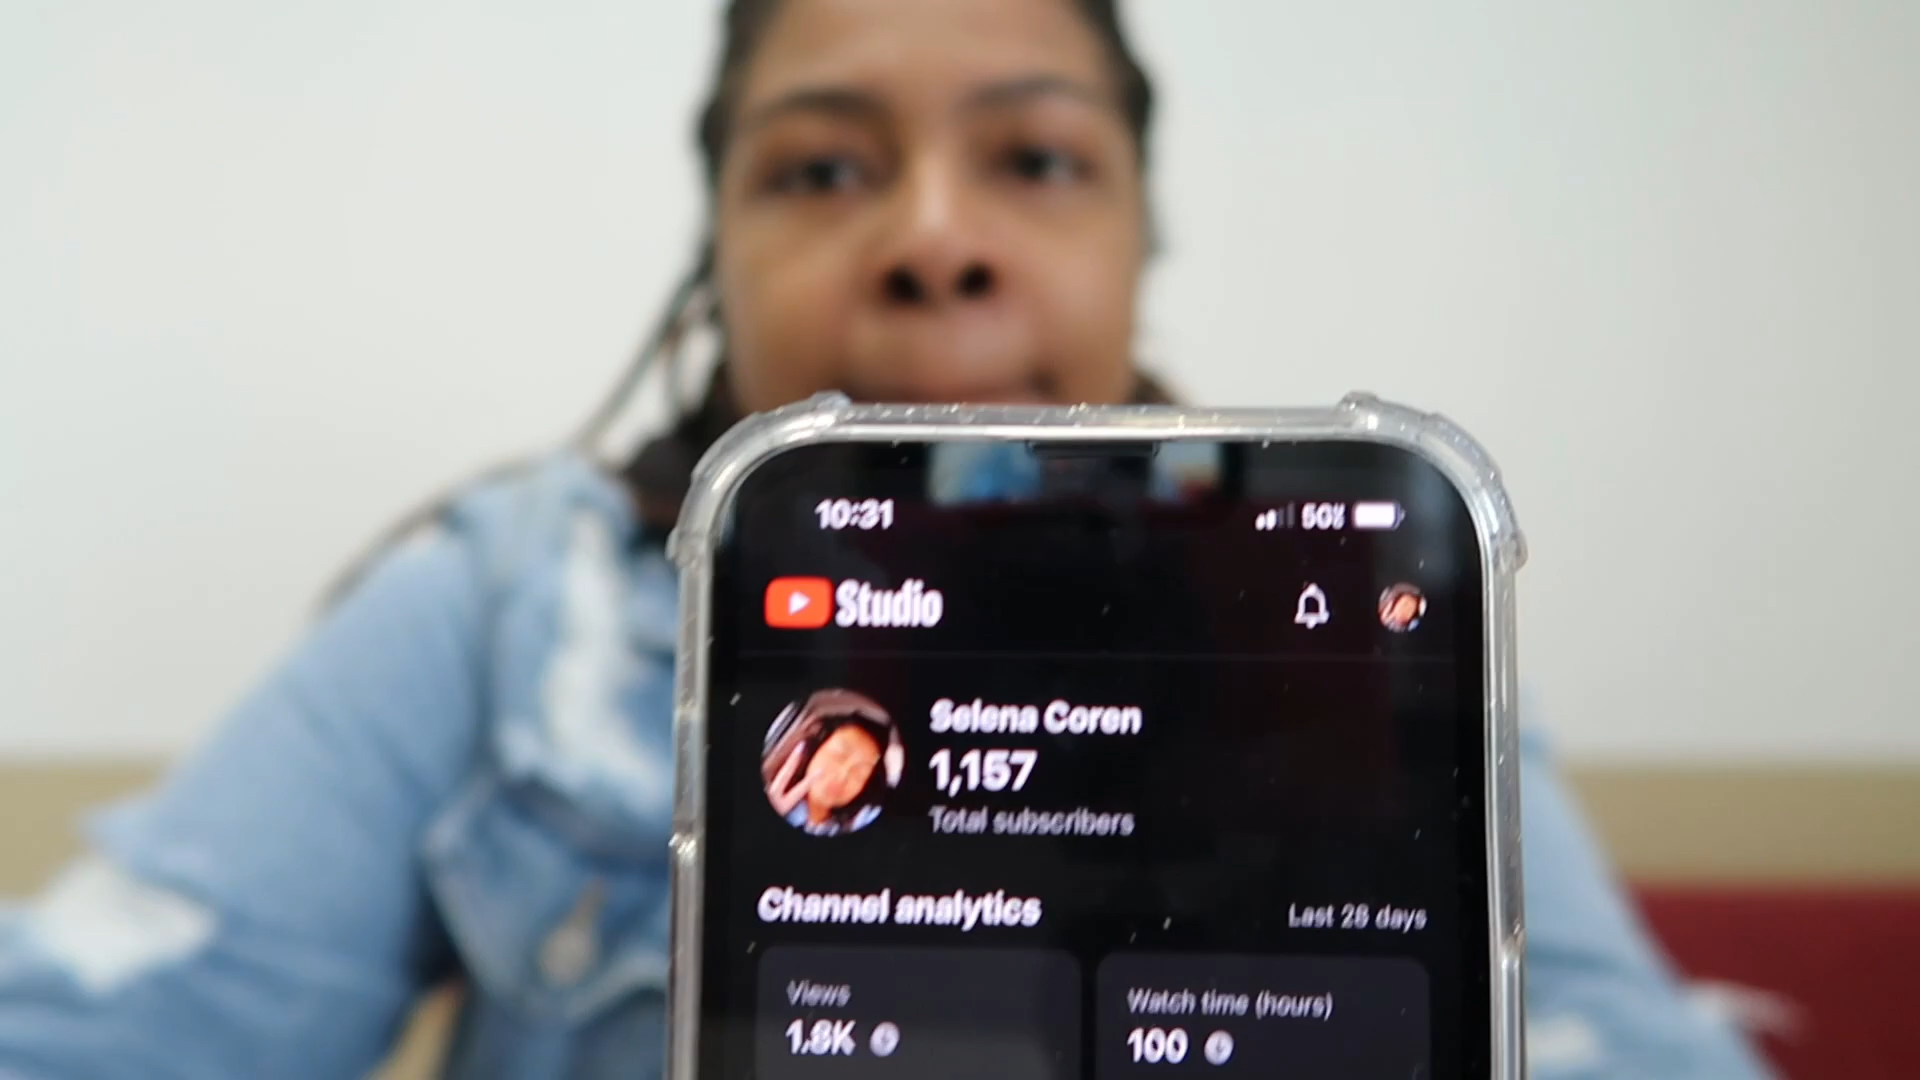 10:31 50%
Studio
Selena Coren
1,157
Total subscribers
Channel analytics Last 28 days
Views
1.8K
Watch time (hours)
100